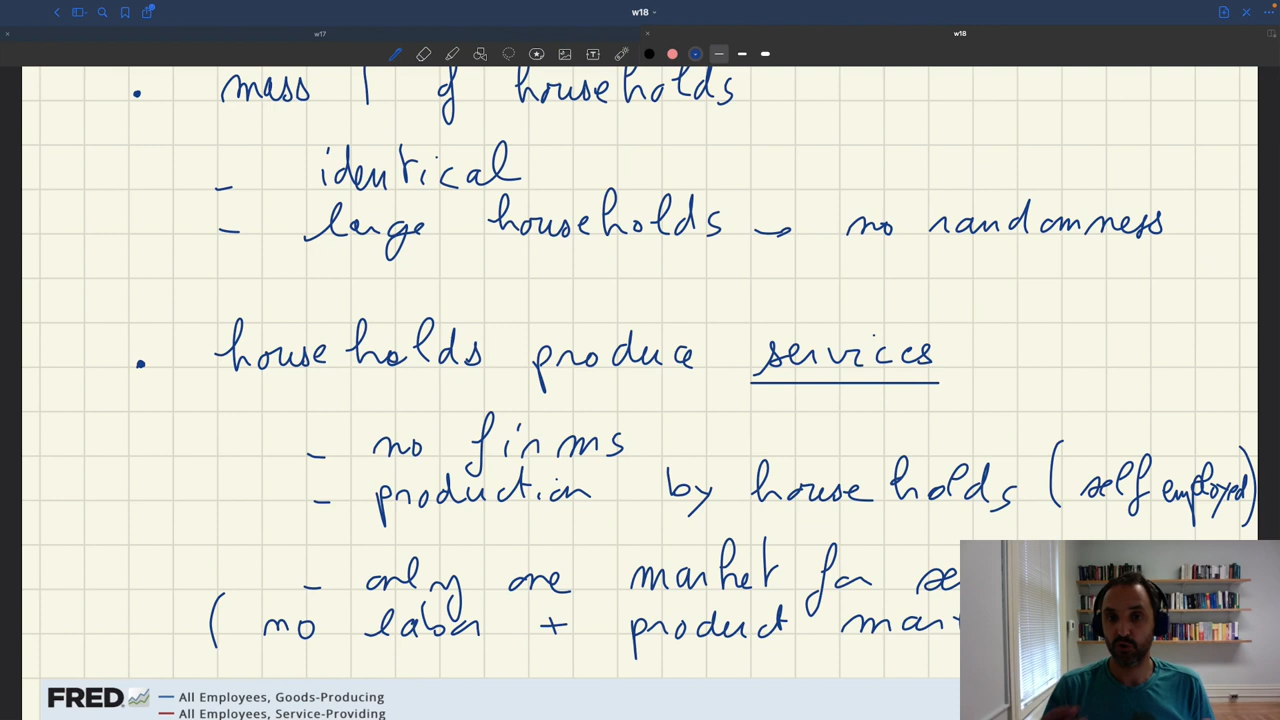 w18
w17
w18
• mass 1 of households
- identical
- large households → no randomness
• households produce services
- no firms
- production by households (self employed)
- only one market for
(no labor + product
FRED
— All Employees, Goods-Producing
— All Employees, Service-Providing